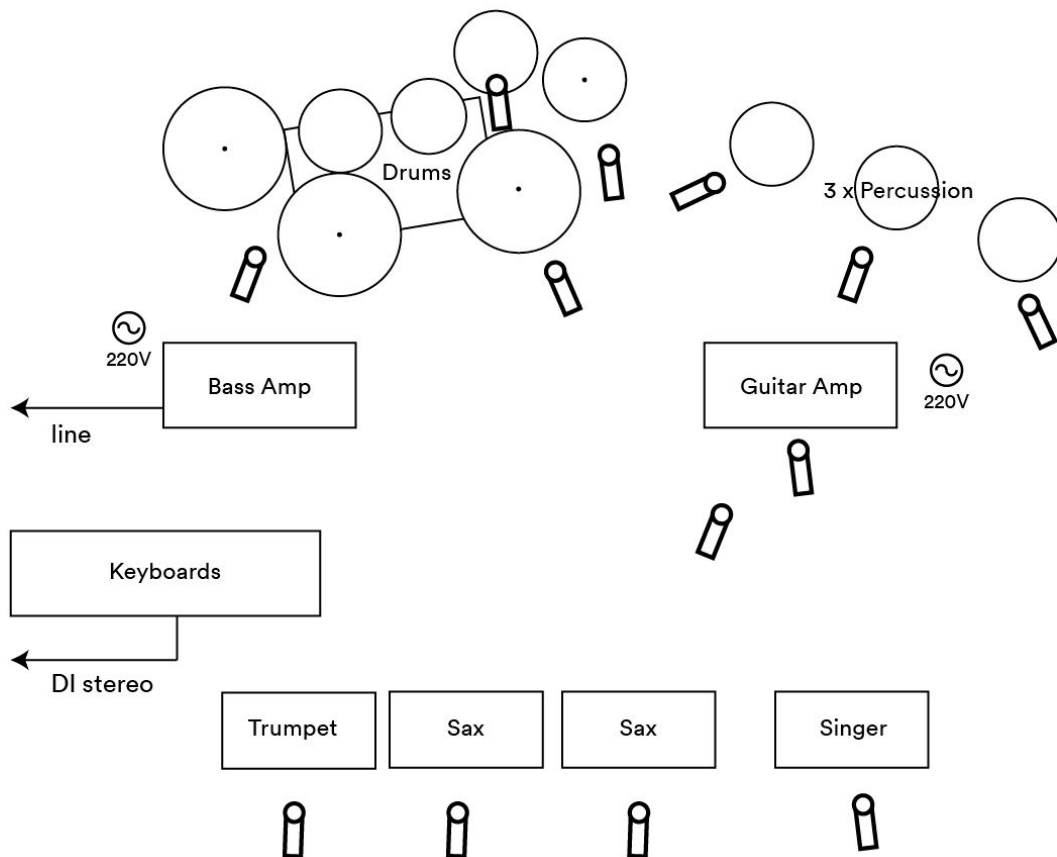 Drums
3 x Percussion
220V
Bass Amp
Guitar Amp
220V
line
Keyboards
DI stereo
Trumpet
Sax
Sax
Singer